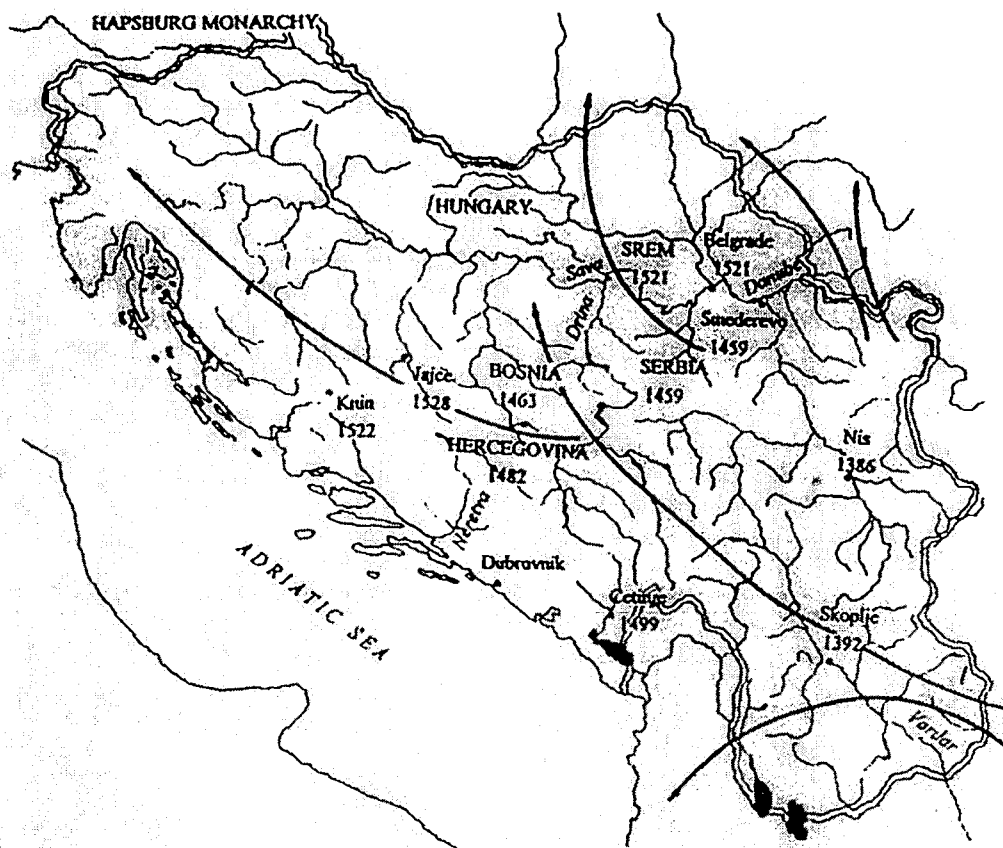 HAPSBURG MONARCHY
HUNGARY
SREM
1521
Belgrade
1521
Sava
Danube
Drina
Smederevo
1459
SERBIA
1459
BOSNIA
1463
Jajce
1528
Knin
1522
HERCEGOVINA
1482
Nis
1386
Neretva
Dubrovnik
ADRIATIC SEA
Cetinje
1499
Skoplje
1392
Vardar